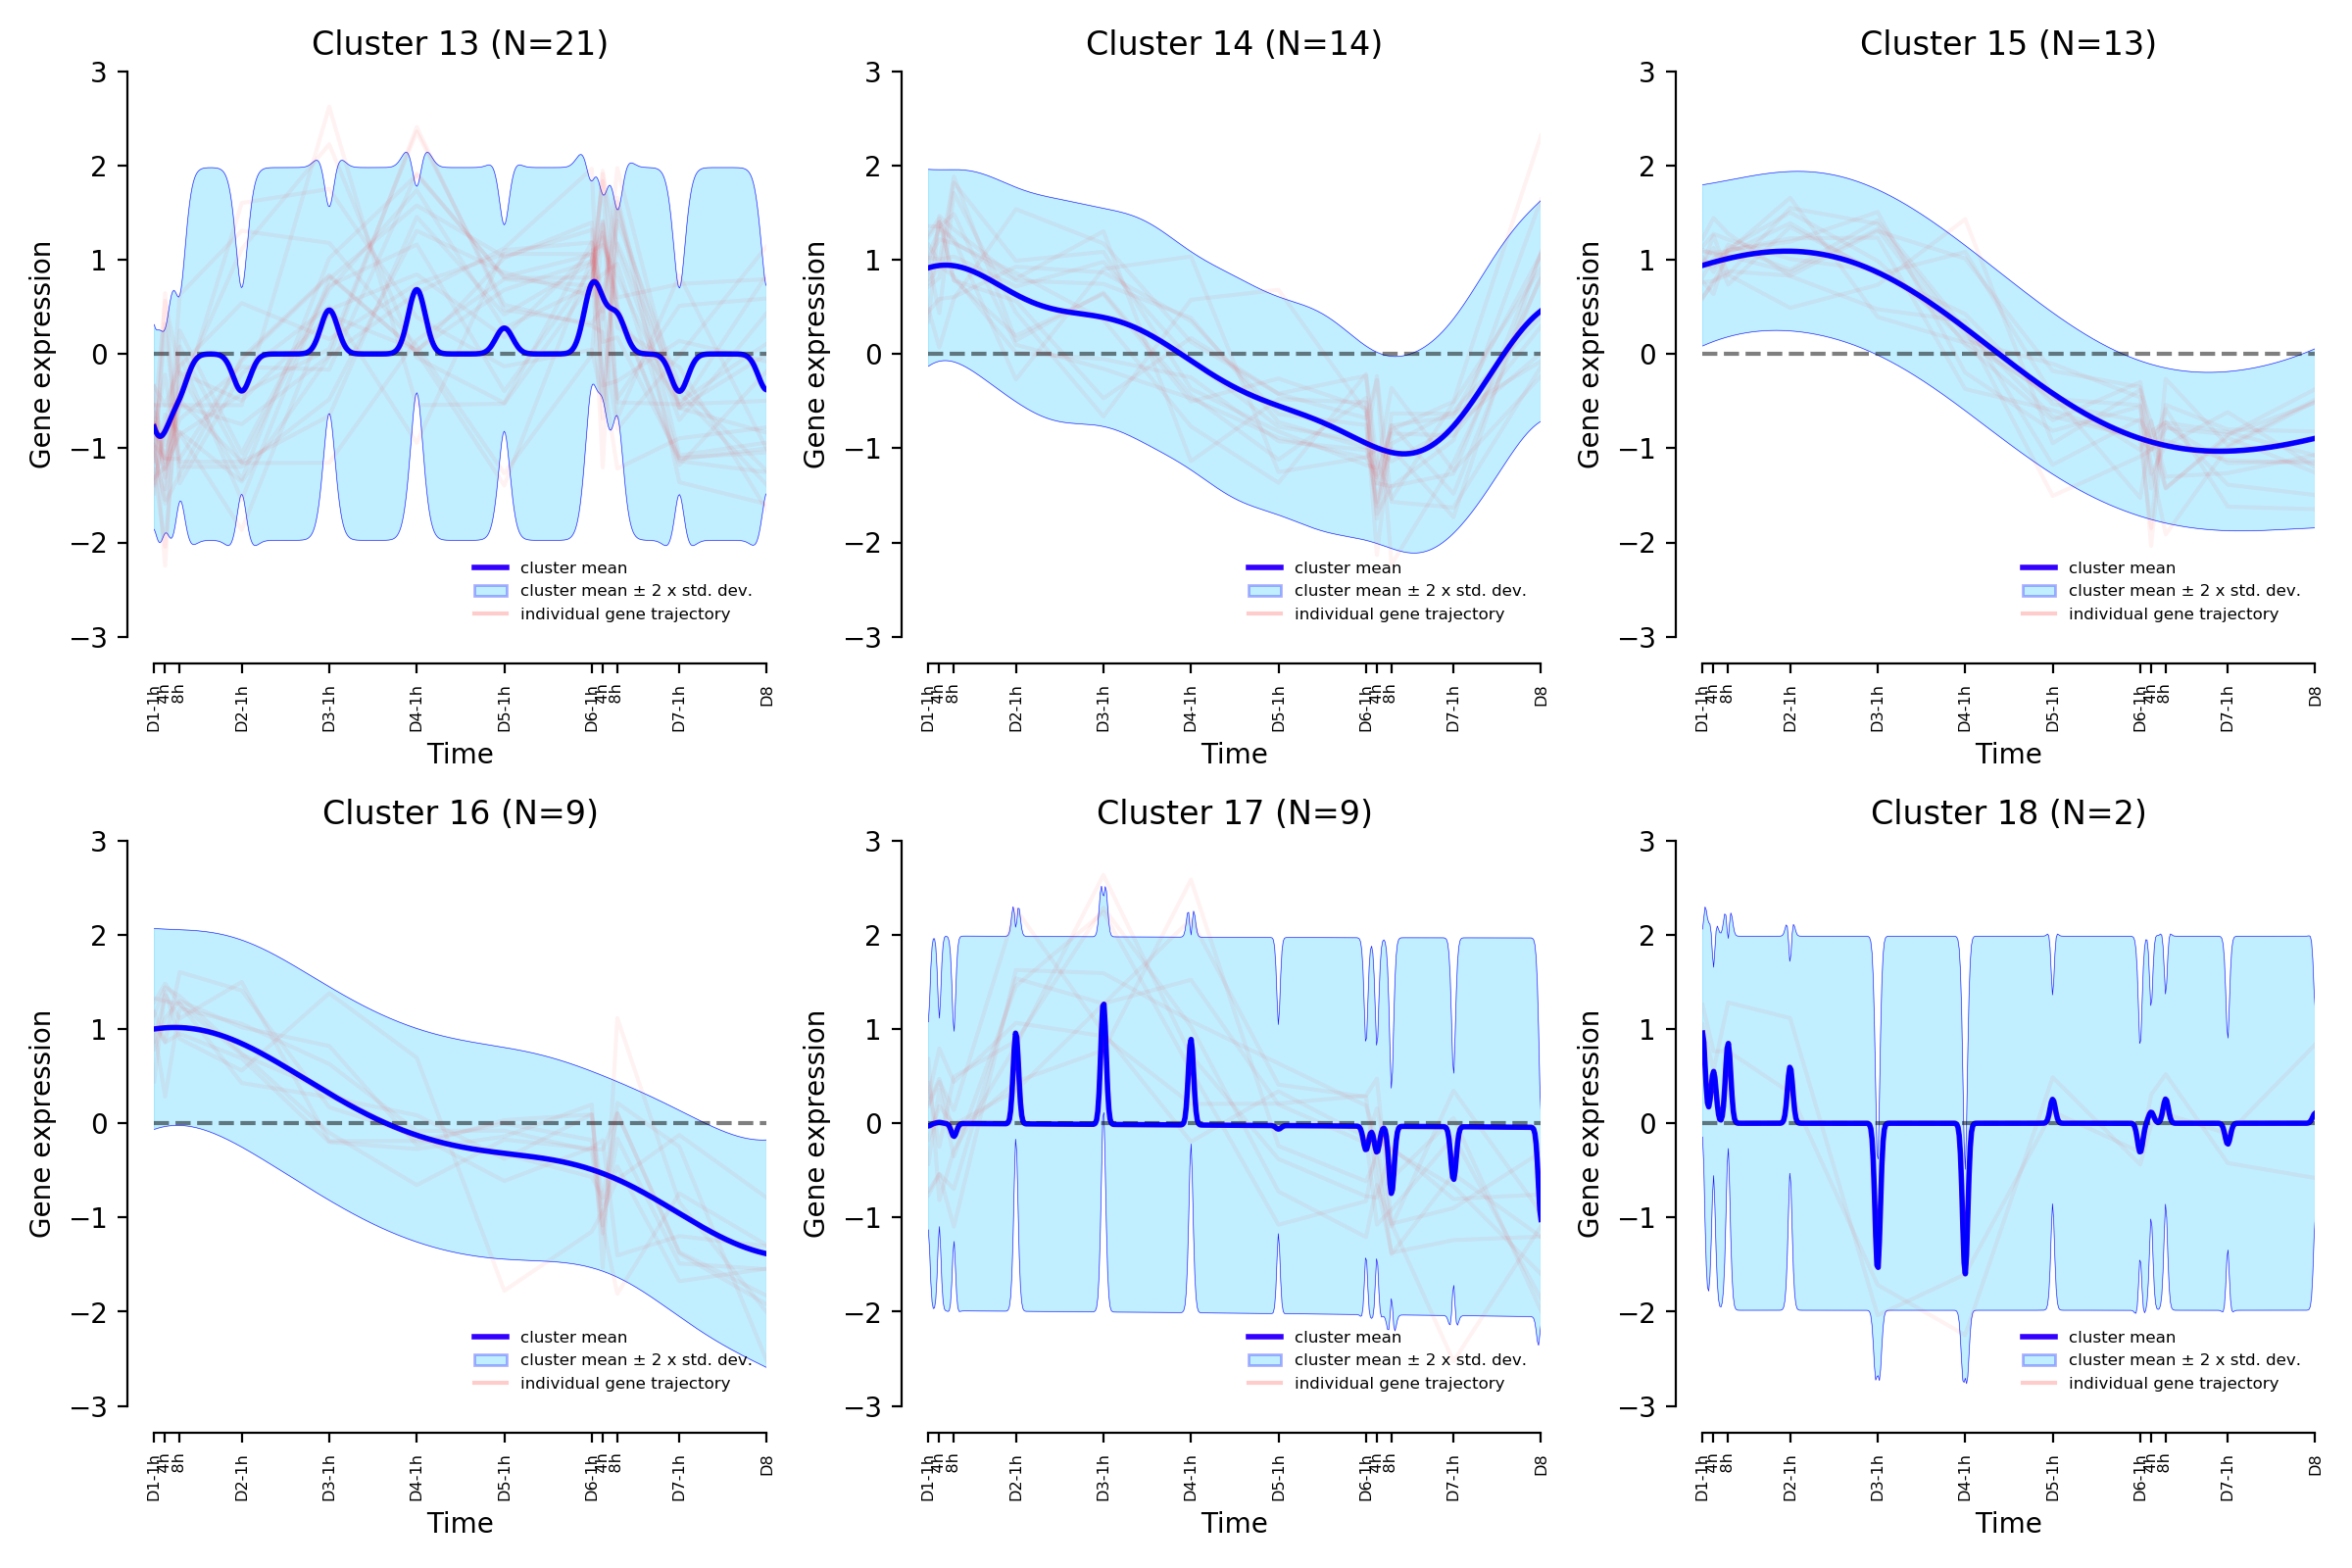 Cluster 13 (N=21)
Gene expression
3
2
1
0
−1
−2
−3
cluster mean
cluster mean ± 2 x std. dev.
individual gene trajectory
D1-1h
4h
8h
D2-1h
D3-1h
D4-1h
D5-1h
D6-1h
4h
8h
D7-1h
D8
Time
Cluster 14 (N=14)
Gene expression
3
2
1
0
−1
−2
−3
cluster mean
cluster mean ± 2 x std. dev.
individual gene trajectory
D1-1h
4h
8h
D2-1h
D3-1h
D4-1h
D5-1h
D6-1h
4h
8h
D7-1h
D8
Time
Cluster 15 (N=13)
Gene expression
3
2
1
0
−1
−2
−3
cluster mean
cluster mean ± 2 x std. dev.
individual gene trajectory
D1-1h
4h
8h
D2-1h
D3-1h
D4-1h
D5-1h
D6-1h
4h
8h
D7-1h
D8
Time
Cluster 16 (N=9)
Gene expression
3
2
1
0
−1
−2
−3
cluster mean
cluster mean ± 2 x std. dev.
individual gene trajectory
D1-1h
4h
8h
D2-1h
D3-1h
D4-1h
D5-1h
D6-1h
4h
8h
D7-1h
D8
Time
Cluster 17 (N=9)
Gene expression
3
2
1
0
−1
−2
−3
cluster mean
cluster mean ± 2 x std. dev.
individual gene trajectory
D1-1h
4h
8h
D2-1h
D3-1h
D4-1h
D5-1h
D6-1h
4h
8h
D7-1h
D8
Time
Cluster 18 (N=2)
Gene expression
3
2
1
0
−1
−2
−3
cluster mean
cluster mean ± 2 x std. dev.
individual gene trajectory
D1-1h
4h
8h
D2-1h
D3-1h
D4-1h
D5-1h
D6-1h
4h
8h
D7-1h
D8
Time